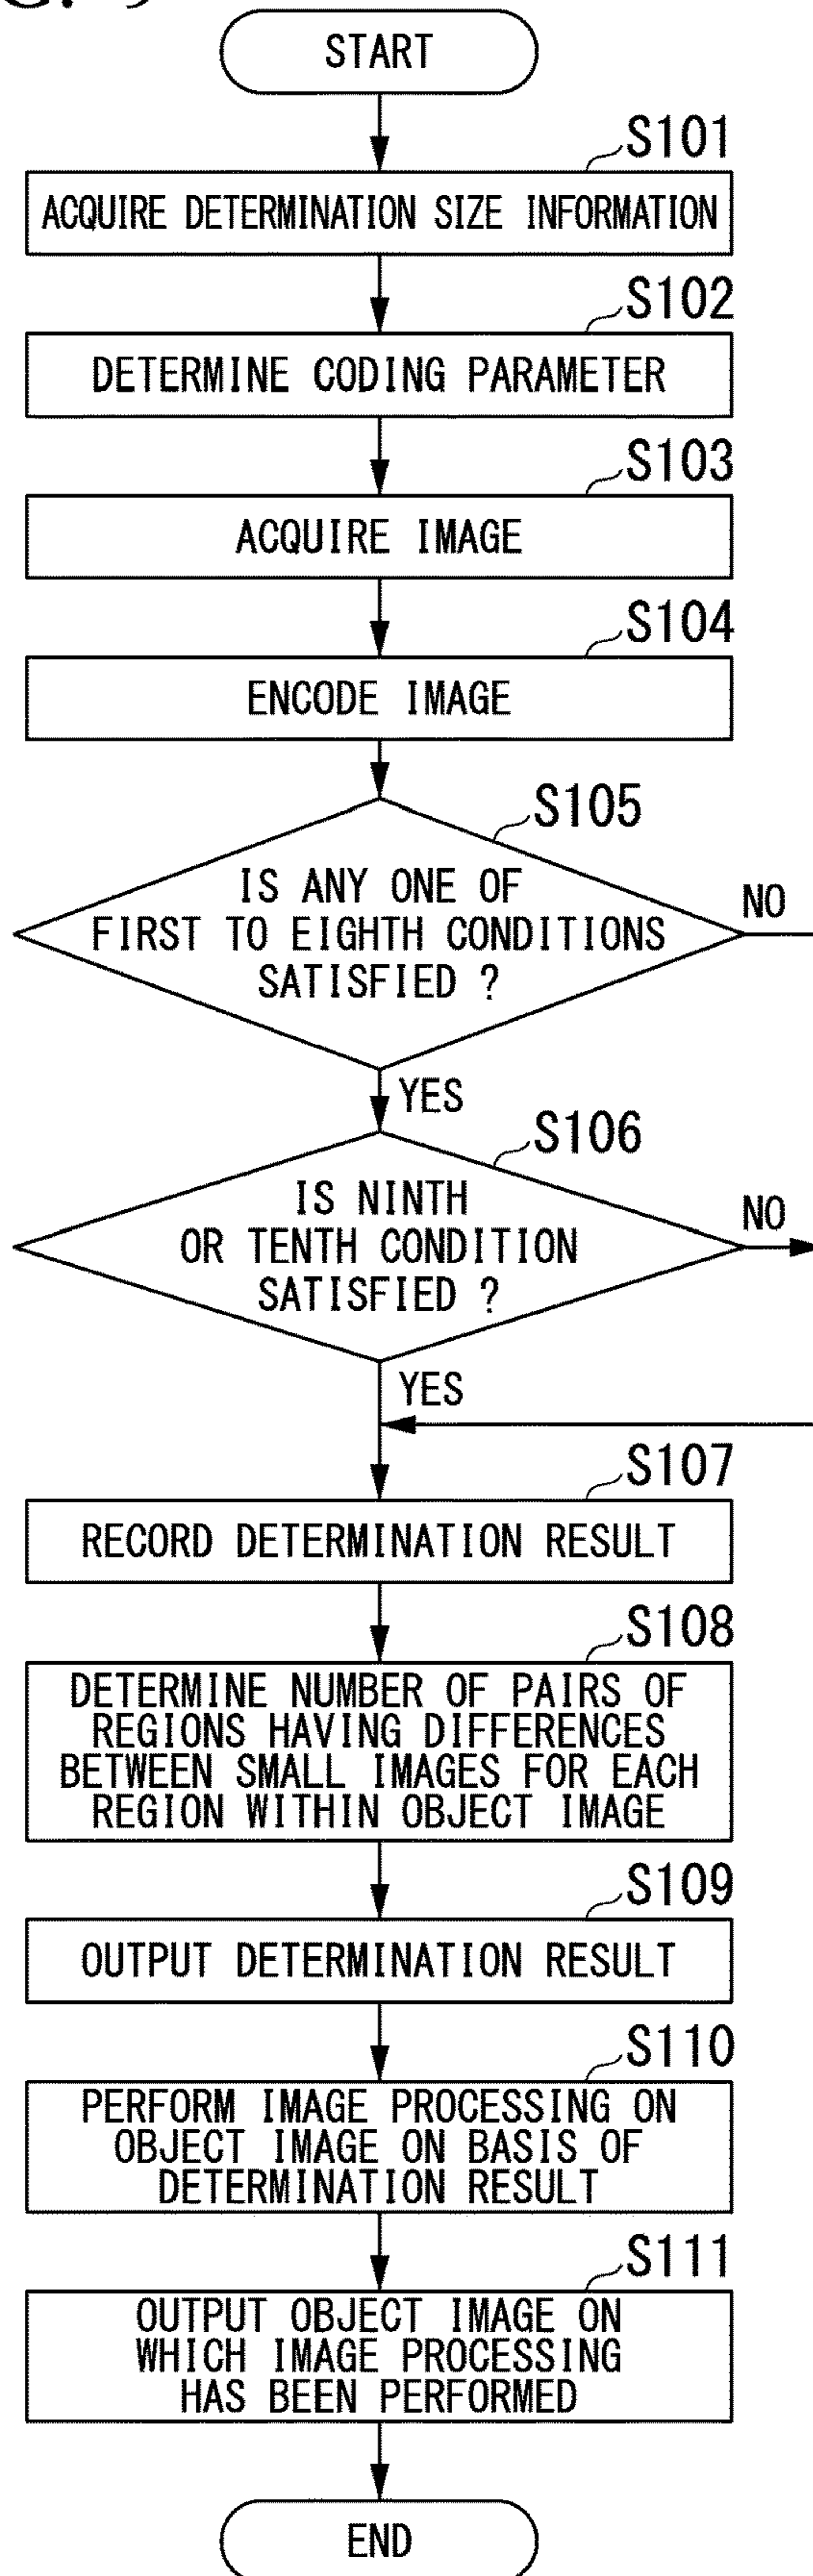 START
S101
ACQUIRE DETERMINATION SIZE INFORMATION
S102
DETERMINE CODING PARAMETER
S103
ACQUIRE IMAGE
S104
ENCODE IMAGE
S105
IS ANY ONE OF
FIRST TO EIGHTH CONDITIONS
SATISFIED ?
NO
YES
S106
IS NINTH
OR TENTH CONDITION
SATISFIED ?
NO
YES
S107
RECORD DETERMINATION RESULT
S108
DETERMINE NUMBER OF PAIRS OF
REGIONS HAVING DIFFERENCES
BETWEEN SMALL IMAGES FOR EACH
REGION WITHIN OBJECT IMAGE
S109
OUTPUT DETERMINATION RESULT
S110
PERFORM IMAGE PROCESSING ON
OBJECT IMAGE ON BASIS OF
DETERMINATION RESULT
S111
OUTPUT OBJECT IMAGE ON
WHICH IMAGE PROCESSING
HAS BEEN PERFORMED
END